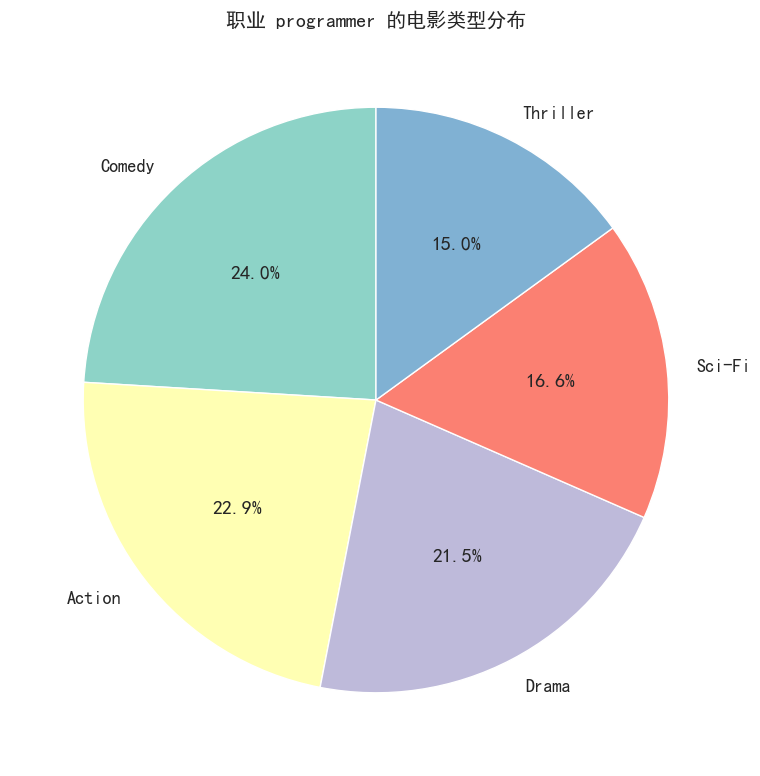 职业 programmer 的电影类型分布
Thriller
Comedy
15.0%
24.0%
Sci-Fi
16.6%
22.9%
21.5%
Action
Drama